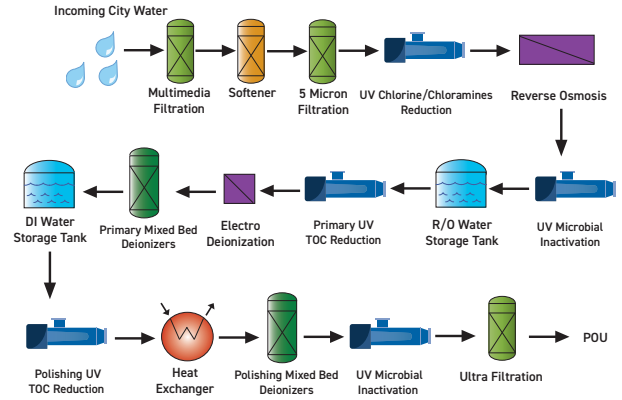 Incoming City Water
Multimedia
Filtration
Softener
5 Micron
Filtration
UV Chlorine/Chloramines
Reduction
Reverse Osmosis
DI Water
Storage Tank
Primary Mixed Bed
Deionizers
Electro
Deionization
Primary UV
TOC Reduction
R/O Water
Storage Tank
UV Microbial
Inactivation
Polishing UV
TOC Reduction
Heat
Exchanger
Polishing Mixed Bed
Deionizers
UV Microbial
Inactivation
Ultra Filtration
POU